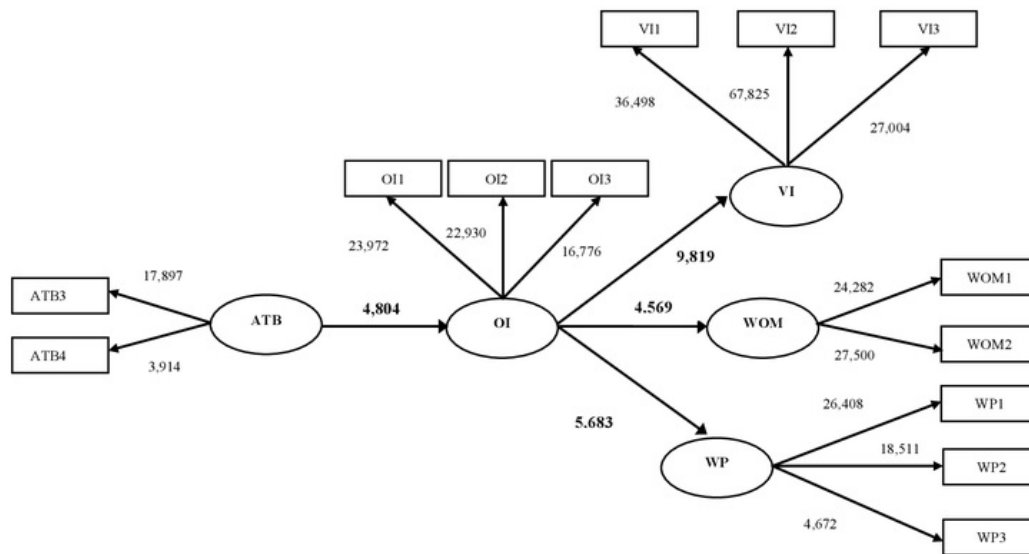 VI1
VI2
VI3
36,498
67,825
27,004
OI1
OI2
OI3
VI
23,972
22,930
16,776
9,819
ATB3
17,897
ATB
4,804
OI
4.569
WOM
24,282
WOM1
ATB4
3,914
27,500
WOM2
5.683
26,408
WP1
WP
18,511
WP2
4,672
WP3